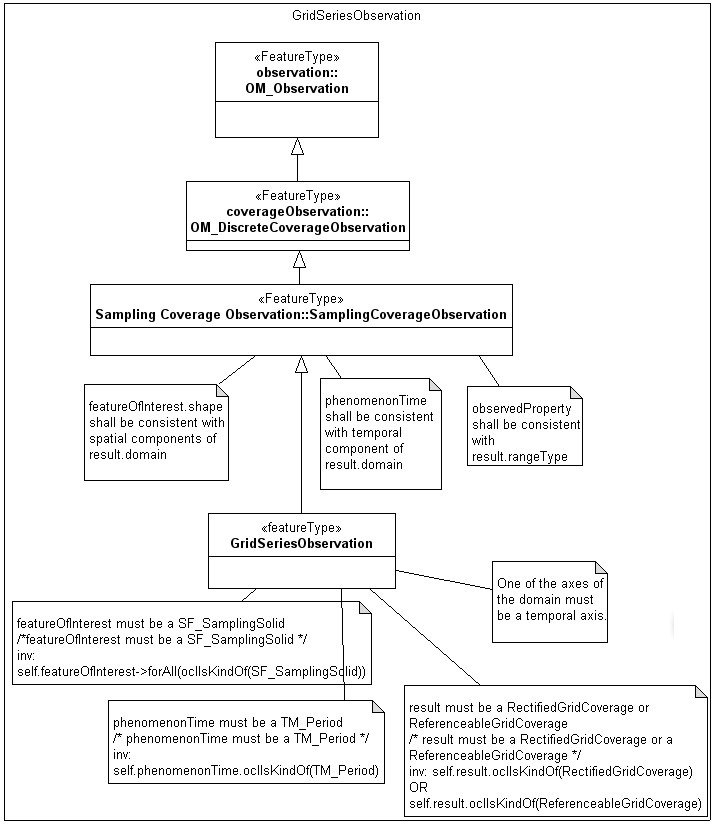 GridSeriesObservation
«FeatureType»
observation::
OM_Observation
«FeatureType»
coverageObservation::
OM_DiscreteCoverageObservation
«FeatureType»
Sampling Coverage Observation::SamplingCoverageObservation
featureOfInterest.shape
shall be consistent with
spatial components of
result.domain
phenomenonTime
shall be consistent
with temporal
component of
result.domain
observedProperty
shall be consistent
with
result.rangeType
«featureType»
GridSeriesObservation
One of the axes of
the domain must
be a temporal axis.
featureOfInterest must be a SF_SamplingSolid
/*featureOfInterest must be a SF_SamplingSolid */
inv:
self.featureOfInterest->forAll(oclIsKindOf(SF_SamplingSolid))
phenomenonTime must be a TM_Period
/* phenomenonTime must be a TM_Period */
inv:
self.phenomenonTime.oclIsKindOf(TM_Period)
result must be a RectifiedGridCoverage or
ReferenceableGridCoverage
/* result must be a RectifiedGridCoverage or a
ReferenceableGridCoverage */
inv: self.result.oclIsKindOf(RectifiedGridCoverage)
OR
self.result.oclIsKindOf(ReferenceableGridCoverage)